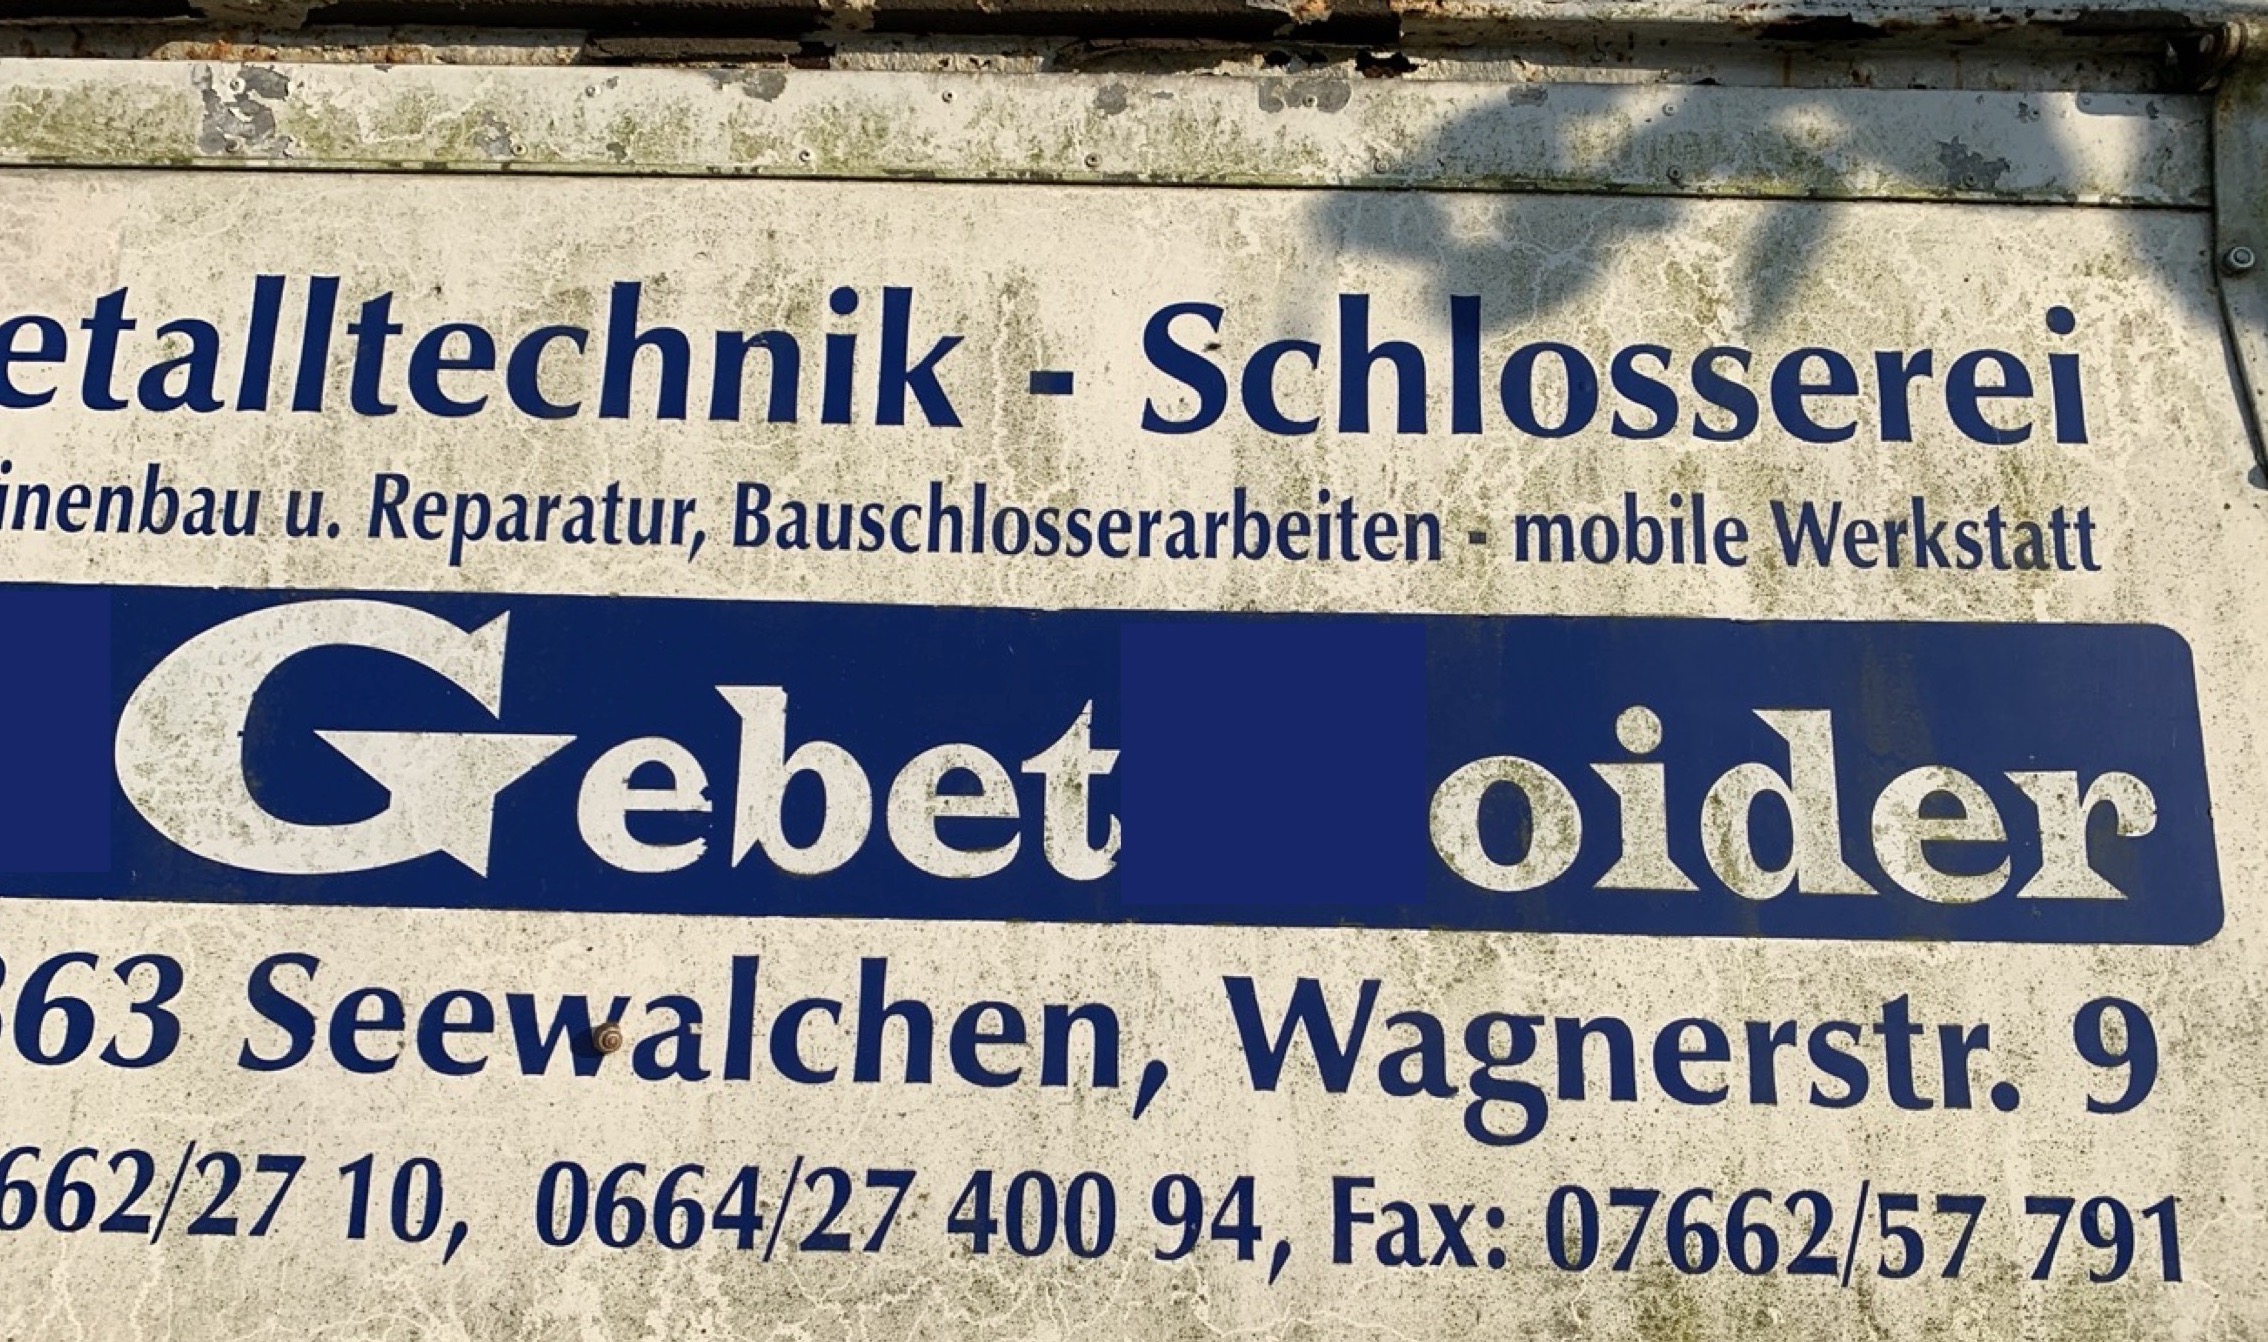 etalltechnik - Schlosserei
inenbau u. Reparatur, Bauschlosserarbeiten - mobile Werkstatt
Gebet oider
363 Seewalchen, Wagnerstr. 9
662/27 10, 0664/27 400 94, Fax: 07662/57 791